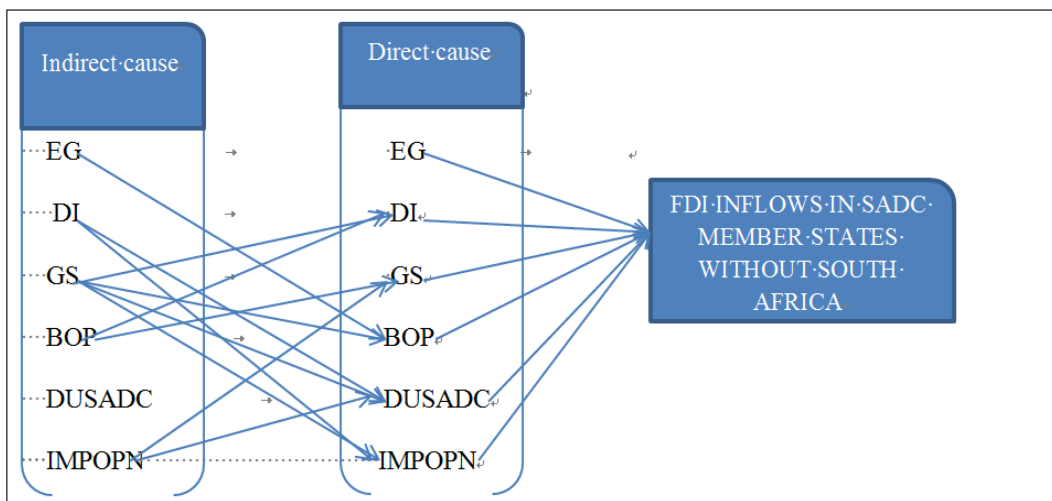 Indirect cause
Direct cause
EG
EG
DI
DI
GS
GS
BOP
BOP
DUSADC
DUSADC
IMPOPN
IMPOPN
FDI INFLOWS IN SADC
MEMBER STATES
WITHOUT SOUTH
AFRICA